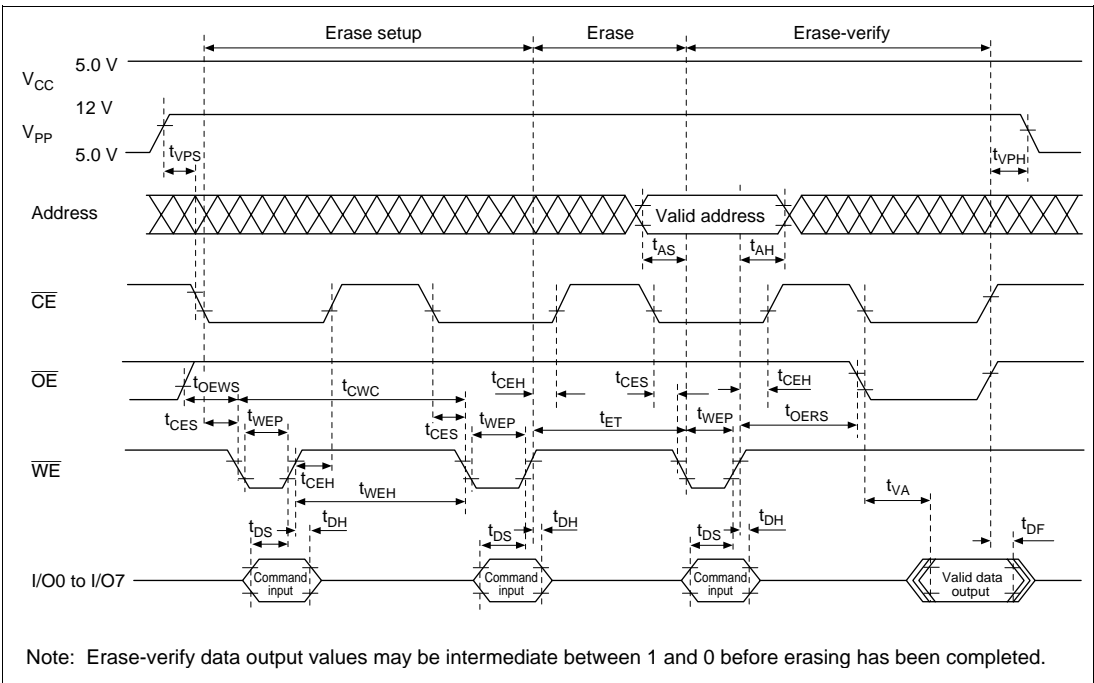 Erase setup Erase Erase-verify
5.0 V
VCC
12 V
VPP
5.0 V
tVPS tVPH
Address Valid address
tAS tAH
CE
OE
tOEWS tCWC tCEH tCES tCEH
tCES tWEP tCES tWEP tET tWEP tOERS
WE
tCEH tWEH tVA
tDS tDH tDS tDH tDS tDH tDF
I/O0 to I/O7 Command input Command input Command input Valid data output
Note: Erase-verify data output values may be intermediate between 1 and 0 before erasing has been completed.